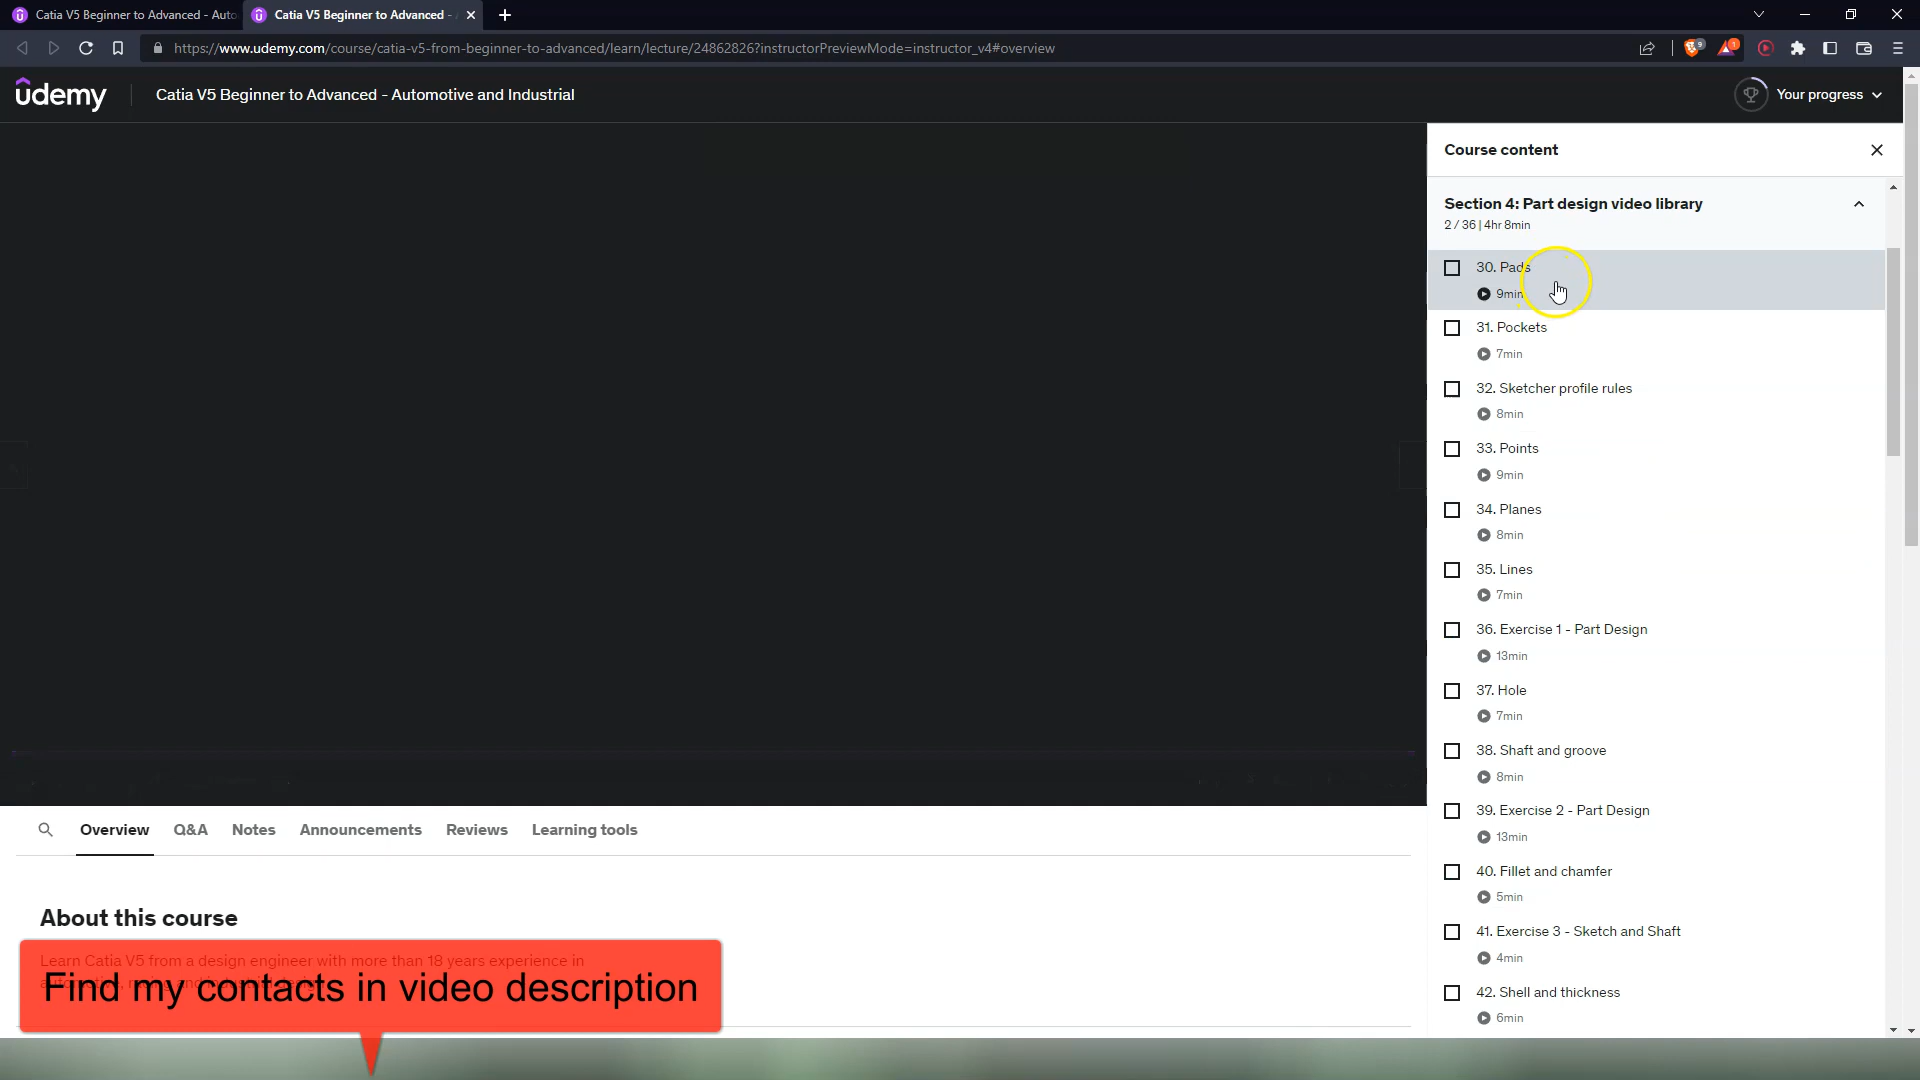 Catia V5 Beginner to Advanced - Auto
Catia V5 Beginner to Advanced -
https://www.udemy.com/course/catia-v5-from-beginner-to-advanced/learn/lecture/24862826?instructorPreviewMode=instructor_v4#overview
9
1
udemy
Catia V5 Beginner to Advanced - Automotive and Industrial
Your progress
Course content
Section 4: Part design video library
2 / 36 | 4hr 8min
30. Pads
9min
31. Pockets
7min
32. Sketcher profile rules
8min
33. Points
9min
34. Planes
8min
35. Lines
7min
36. Exercise 1 - Part Design
13min
37. Hole
7min
38. Shaft and groove
8min
39. Exercise 2 - Part Design
13min
40. Fillet and chamfer
5min
41. Exercise 3 - Sketch and Shaft
4min
42. Shell and thickness
6min
Overview
Q&A
Notes
Announcements
Reviews
Learning tools
About this course
Learn Catia V5 from a design engineer with more than 18 years experience in
Find my contacts in video description